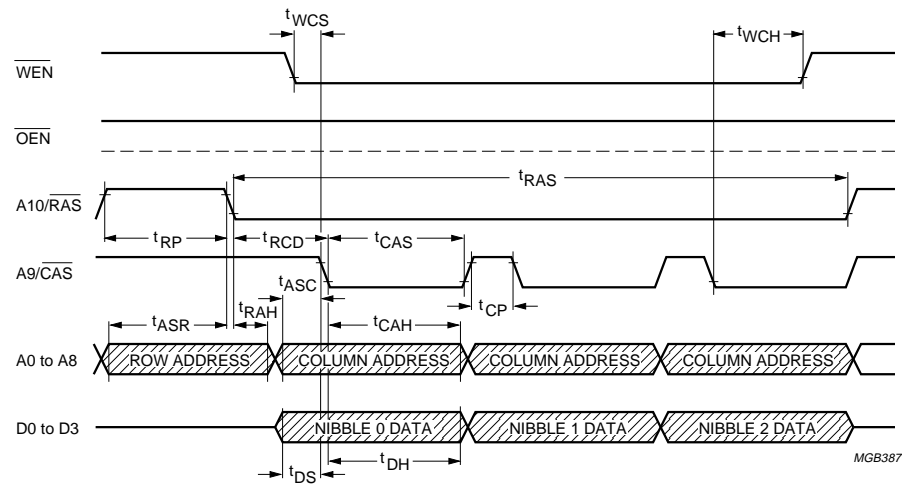 tWCS
tWCH
WEN
OEN
tRAS
A10/RAS
tRP
tRCD
tCAS
A9/CAS
tASC
tCP
tRAH
tASR
tCAH
A0 to A8
ROW ADDRESS
COLUMN ADDRESS
COLUMN ADDRESS
COLUMN ADDRESS
D0 to D3
NIBBLE 0 DATA
NIBBLE 1 DATA
NIBBLE 2 DATA
MGB387
tDS
tDH